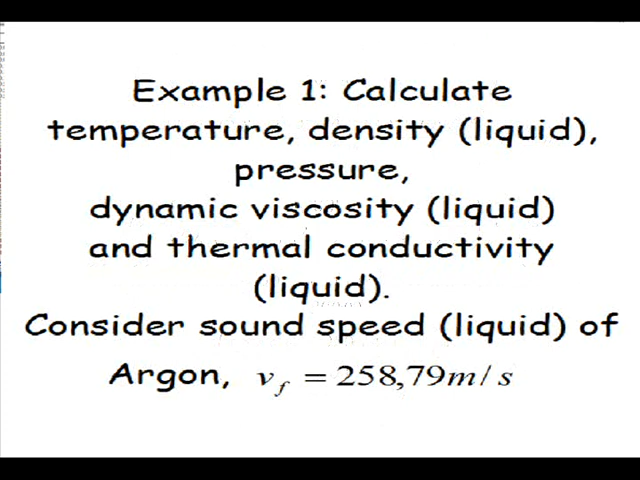 Example 1: Calculate
temperature, density (liquid),
pressure,
dynamic viscosity (liquid)
and thermal conductivity
(liquid).
Consider sound speed (liquid) of
Argon, v_f = 258,79m/s